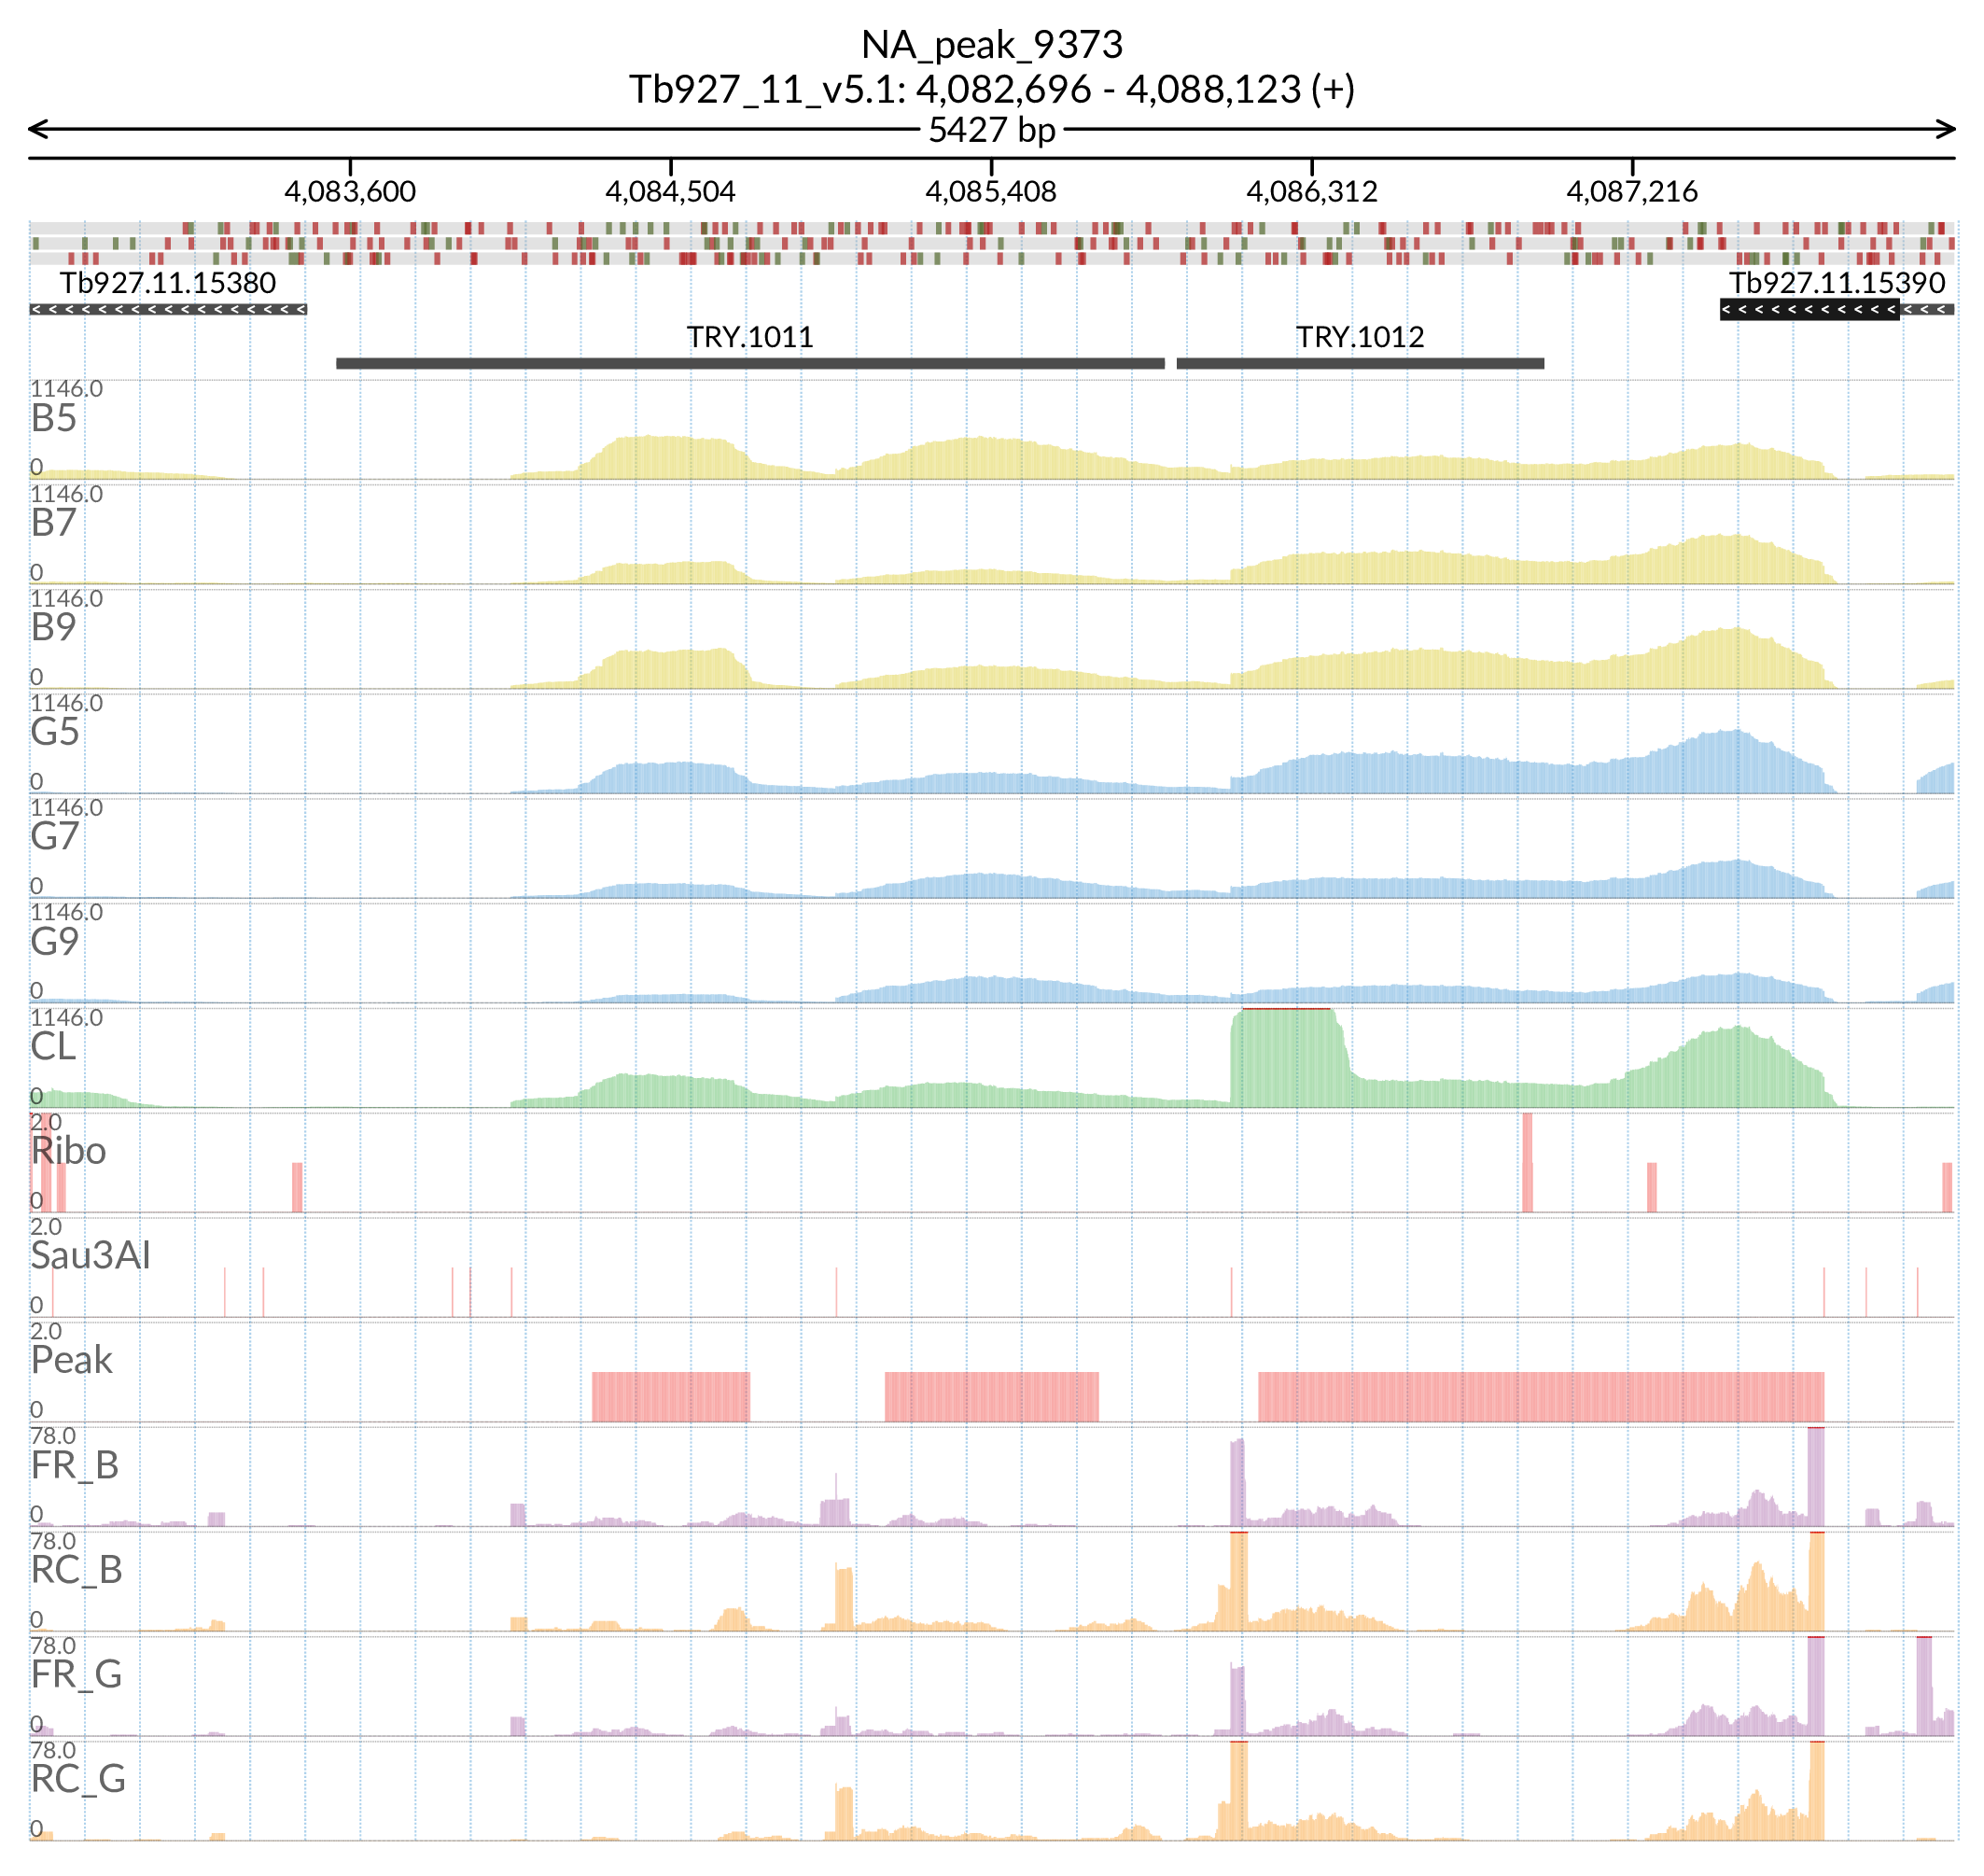 NA_peak_9373
Tb927_11_v5.1: 4,082,696 - 4,088,123 (+)
5427 bp
4,083,600 4,084,504 4,085,408 4,086,312 4,087,216
Tb927.11.15380 Tb927.11.15390
TRY.1011 TRY.1012
1146.0
B5
0
1146.0
B7
0
1146.0
B9
0
1146.0
G5
0
1146.0
G7
0
1146.0
G9
0
1146.0
CL
0
2.0
Ribo
0
2.0
Sau3AI
0
2.0
Peak
0
78.0
FR_B
0
78.0
RC_B
0
78.0
FR_G
0
78.0
RC_G
0